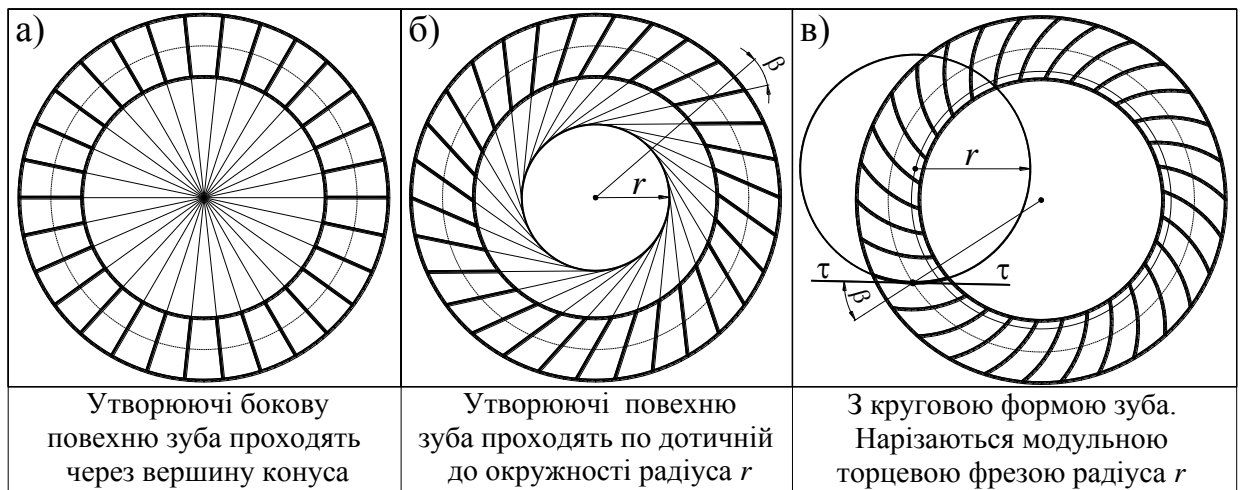 а)
б)
в)
β
r
r
τ
τ
β
Утворюючі бокову
повехню зуба проходять
через вершину конуса
Утворюючі повехню
зуба проходять по дотичній
до окружності радіуса r
З круговою формою зуба.
Нарізаються модульною
торцевою фрезою радіуса r